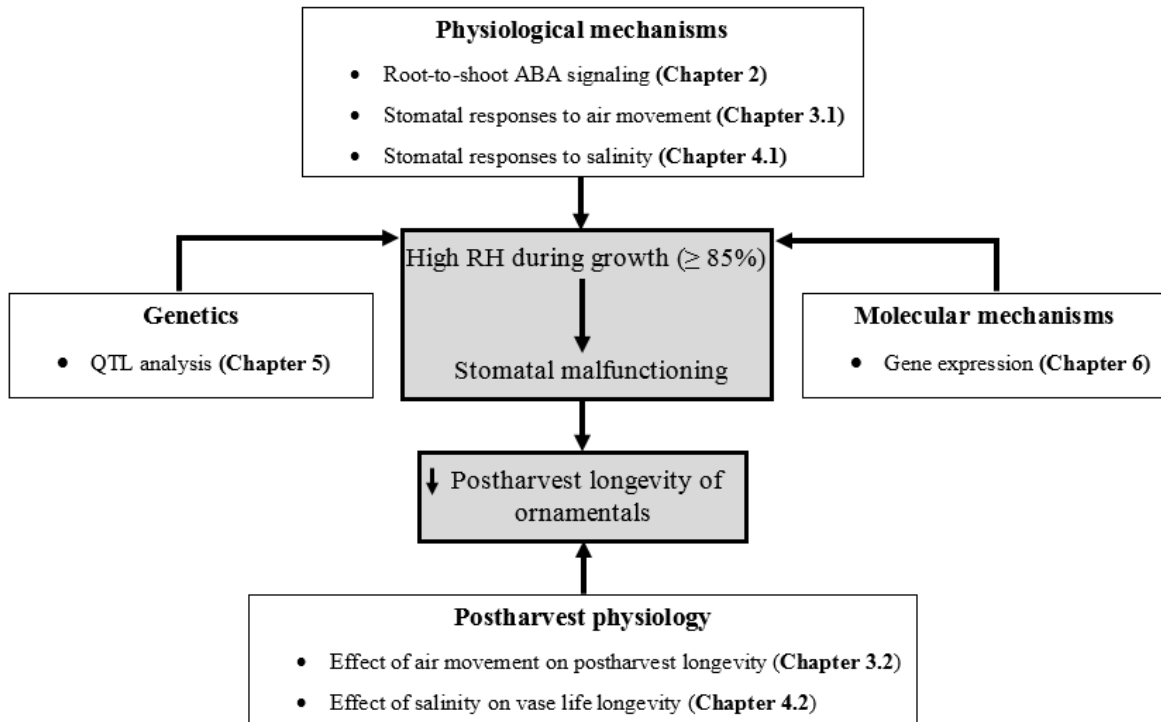 Physiological mechanisms
• Root-to-shoot ABA signaling (Chapter 2)
• Stomatal responses to air movement (Chapter 3.1)
• Stomatal responses to salinity (Chapter 4.1)
High RH during growth (≥ 85%)
Stomatal malfunctioning
Genetics
• QTL analysis (Chapter 5)
Molecular mechanisms
• Gene expression (Chapter 6)
Postharvest longevity of
ornamentals
Postharvest physiology
• Effect of air movement on postharvest longevity (Chapter 3.2)
• Effect of salinity on vase life longevity (Chapter 4.2)